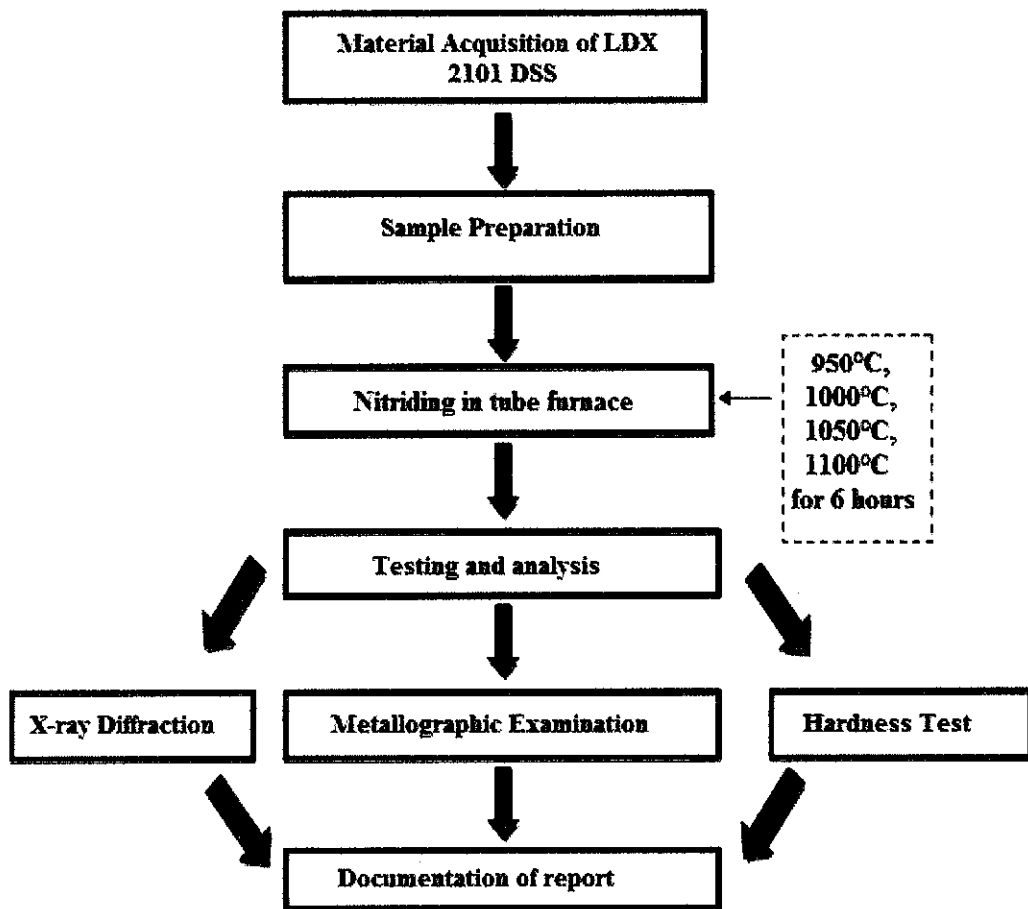 Material Acquisition of LDX
2101 DSS
Sample Preparation
Nitriding in tube furnace
950°C,
1000°C,
1050°C,
1100°C
for 6 hours
Testing and analysis
X-ray Diffraction
Metallographic Examination
Hardness Test
Documentation of report